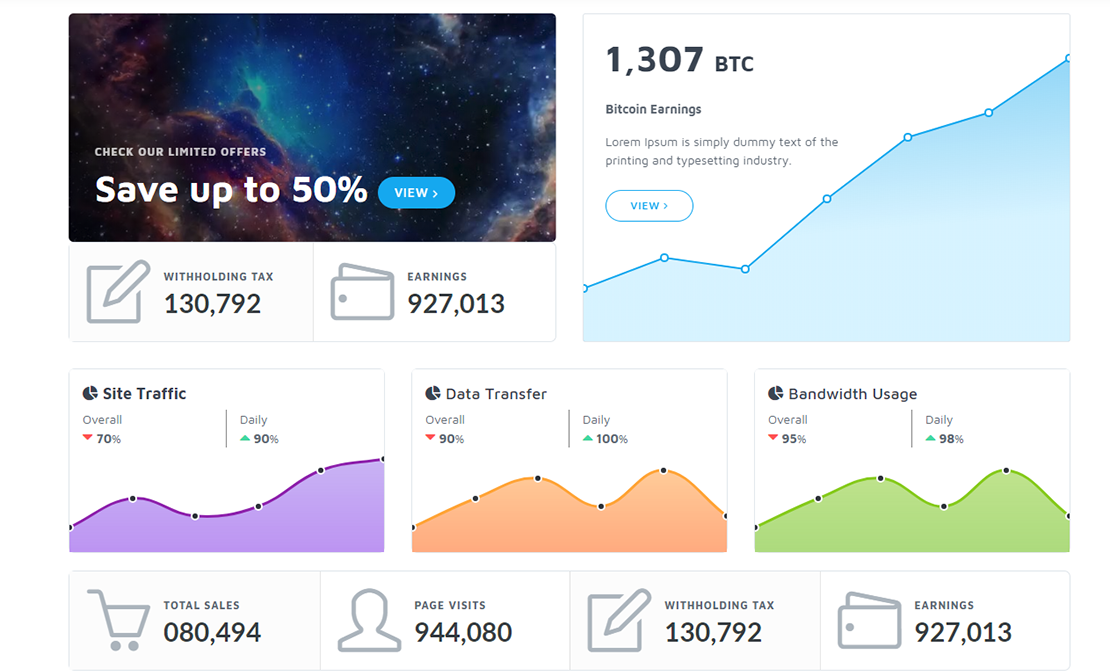 CHECK OUR LIMITED OFFERS
Save up to 50% VIEW >
WITHHOLDING TAX
130,792
EARNINGS
927,013
1,307 BTC
Bitcoin Earnings
Lorem Ipsum is simply dummy text of the
printing and typesetting industry.
VIEW >
Site Traffic
Overall
70%
Daily
90%
Data Transfer
Overall
90%
Daily
100%
Bandwidth Usage
Overall
95%
Daily
98%
TOTAL SALES
080,494
PAGE VISITS
944,080
WITHHOLDING TAX
130,792
EARNINGS
927,013